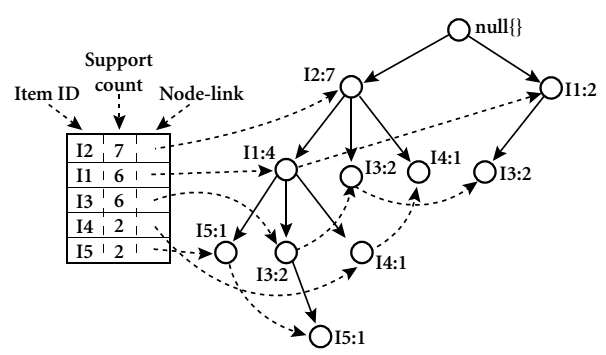 null{}
Support
count
Item ID
Node-link
I2:7
I1:2
I2 7
I1 6
I3 6
I4 2
I5 2
I1:4
I3:2
I4:1
I3:2
I5:1
I3:2
I4:1
I5:1